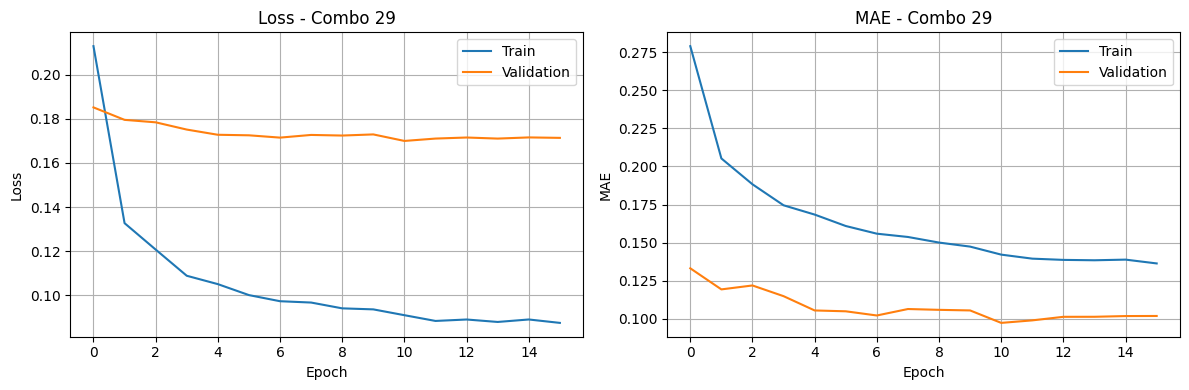 Loss - Combo 29
Loss
0.20
0.18
0.16
0.14
0.12
0.10
Train
Validation
0 2 4 6 8 10 12 14
Epoch
MAE - Combo 29
MAE
0.275
0.250
0.225
0.200
0.175
0.150
0.125
0.100
Train
Validation
0 2 4 6 8 10 12 14
Epoch